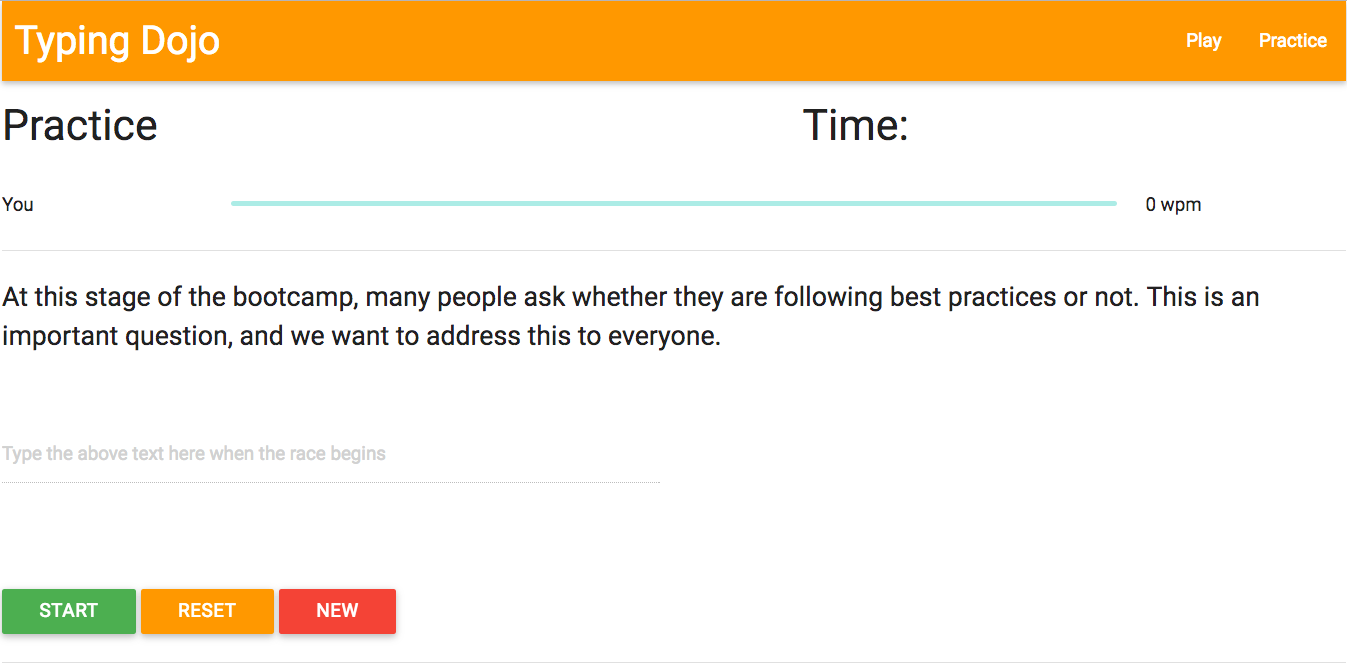 Typing Dojo
Play
Practice
Practice
Time:
You
0 wpm
At this stage of the bootcamp, many people ask whether they are following best practices or not. This is an
important question, and we want to address this to everyone.
Type the above text here when the race begins
START
RESET
NEW